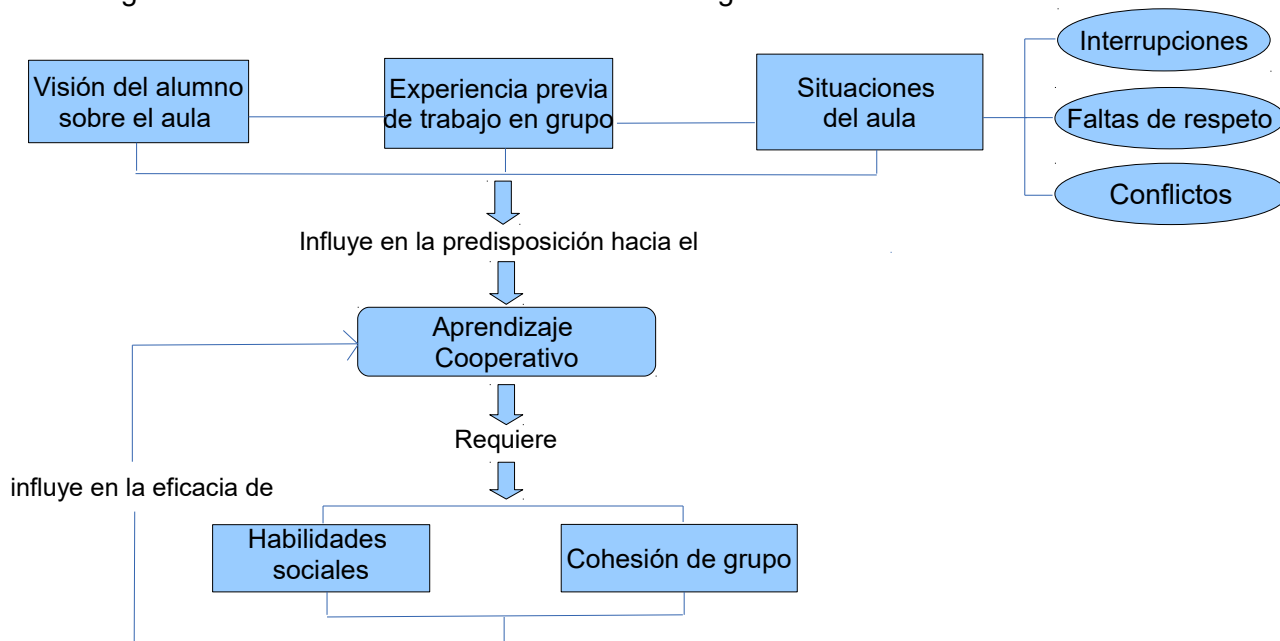 Interrupciones
Visión del alumno
sobre el aula
Experiencia previa
de trabajo en grupo
Situaciones
del aula
Faltas de respeto
Conflictos
Influye en la predisposición hacia el
Aprendizaje
Cooperativo
Requiere
influye en la eficacia de
Habilidades
sociales
Cohesión de grupo